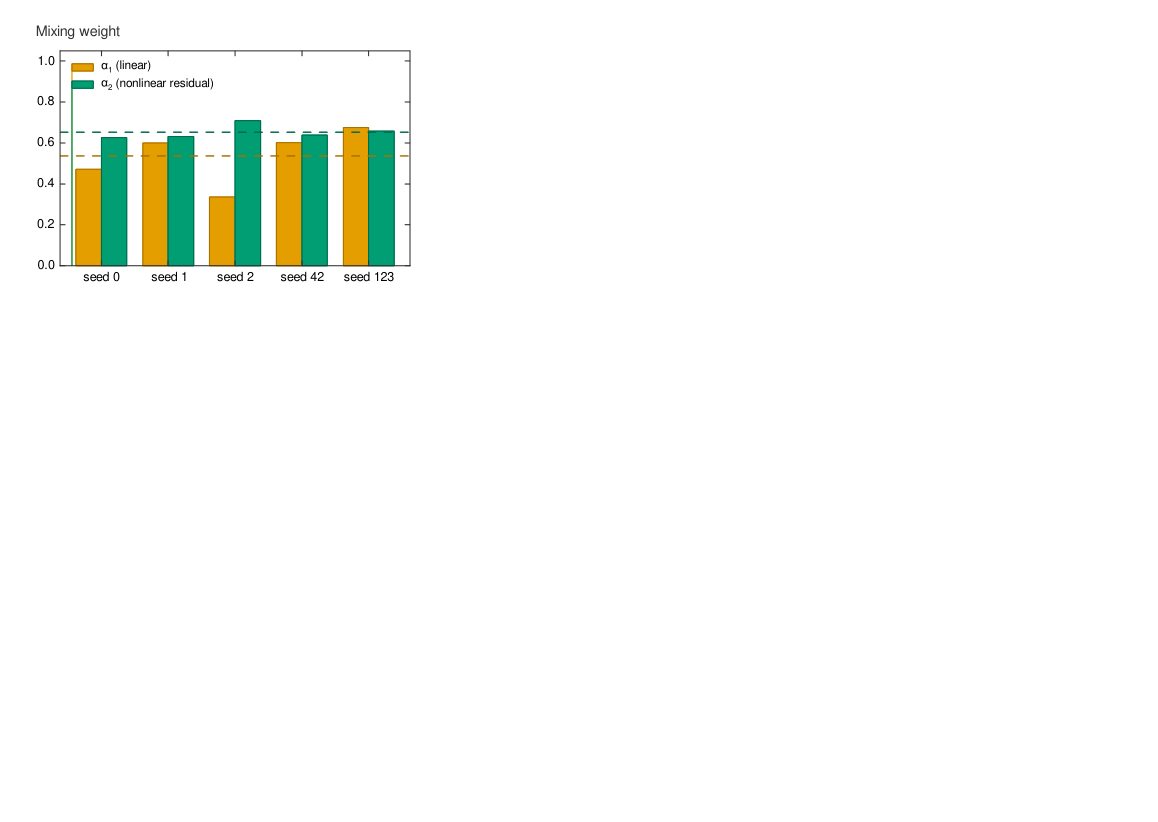 Mixing weight
1.0
α₁ (linear)
α₂ (nonlinear residual)
0.8
0.6
0.4
0.2
0.0
seed 0 seed 1 seed 2 seed 42 seed 123